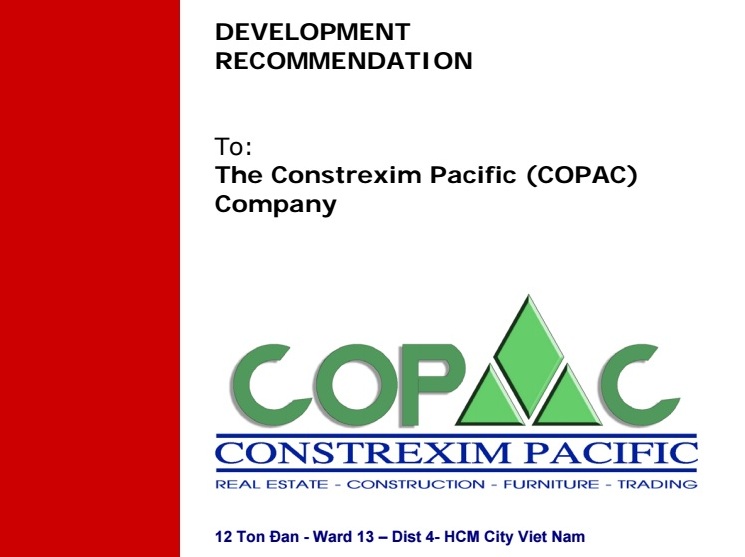 DEVELOPMENT
RECOMMENDATION
To:
The Constrexim Pacific (COPAC)
Company
COPAC
CONSTREXIM PACIFIC
REAL ESTATE - CONSTRUCTION - FURNITURE - TRADING
12 Ton Đan - Ward 13 – Dist 4- HCM City Viet Nam